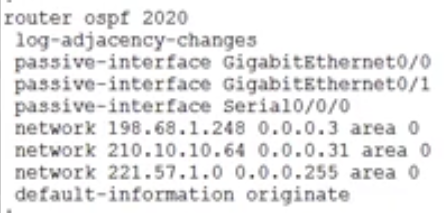 router ospf 2020
log-adjacency-changes
passive-interface GigabitEthernet0/0
passive-interface GigabitEthernet0/1
passive-interface Serial0/0/0
network 198.68.1.248 0.0.0.3 area 0
network 210.10.10.64 0.0.0.31 area 0
network 221.57.1.0 0.0.0.255 area 0
default-information originate